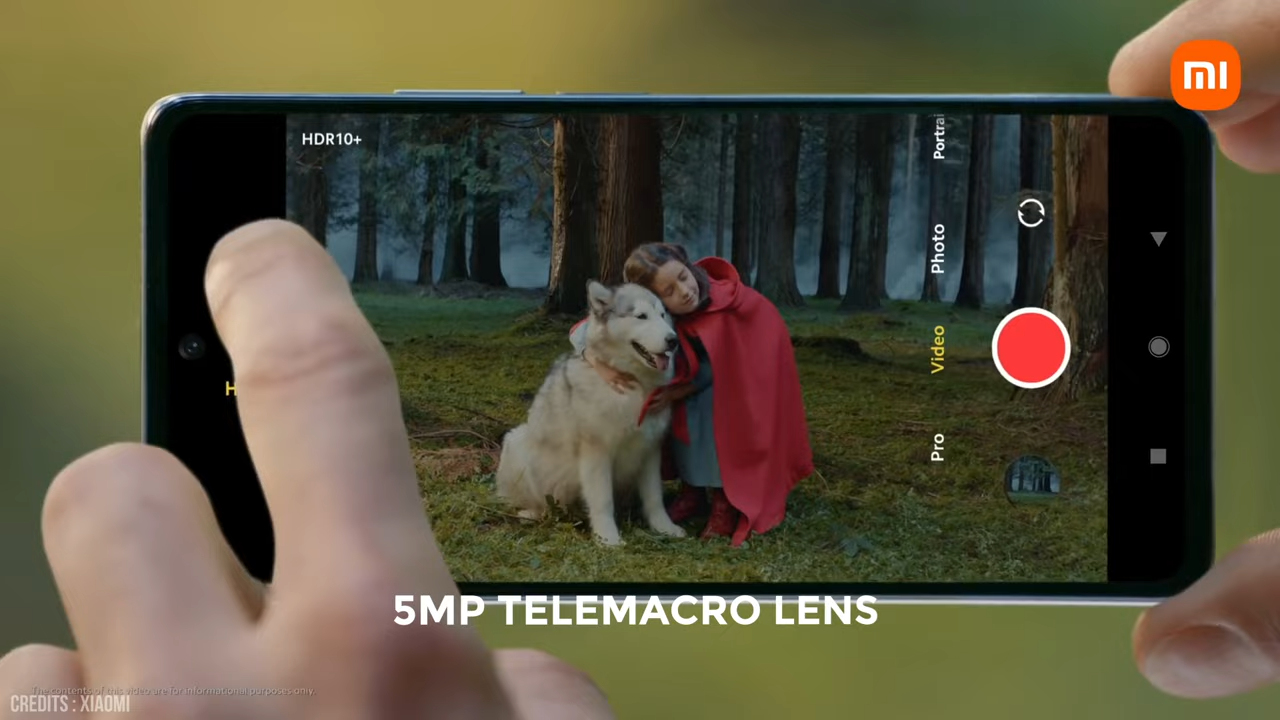 HDR10+
Portrai
Photo
Video
Pro
H
5MP TELEMACRO LENS
The contents of this video are for informational purposes only.
CREDITS : XIAOMI
mi